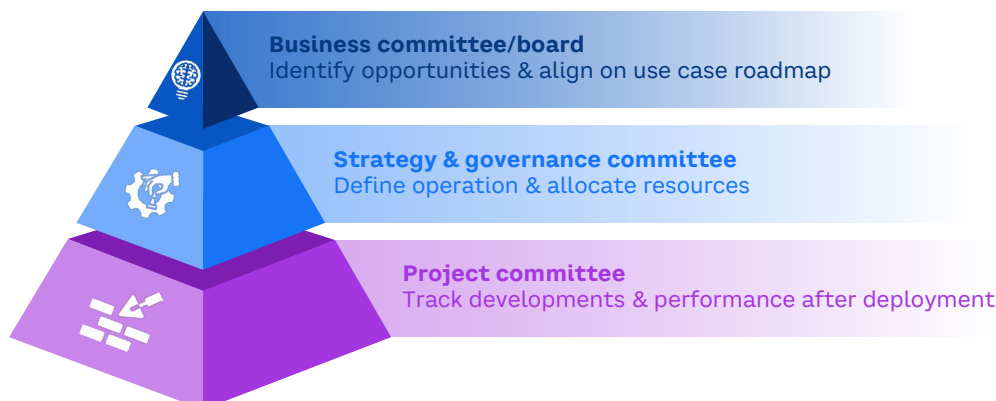 Business committee/board
Identify opportunities & align on use case roadmap
Strategy & governance committee
Define operation & allocate resources
Project committee
Track developments & performance after deployment